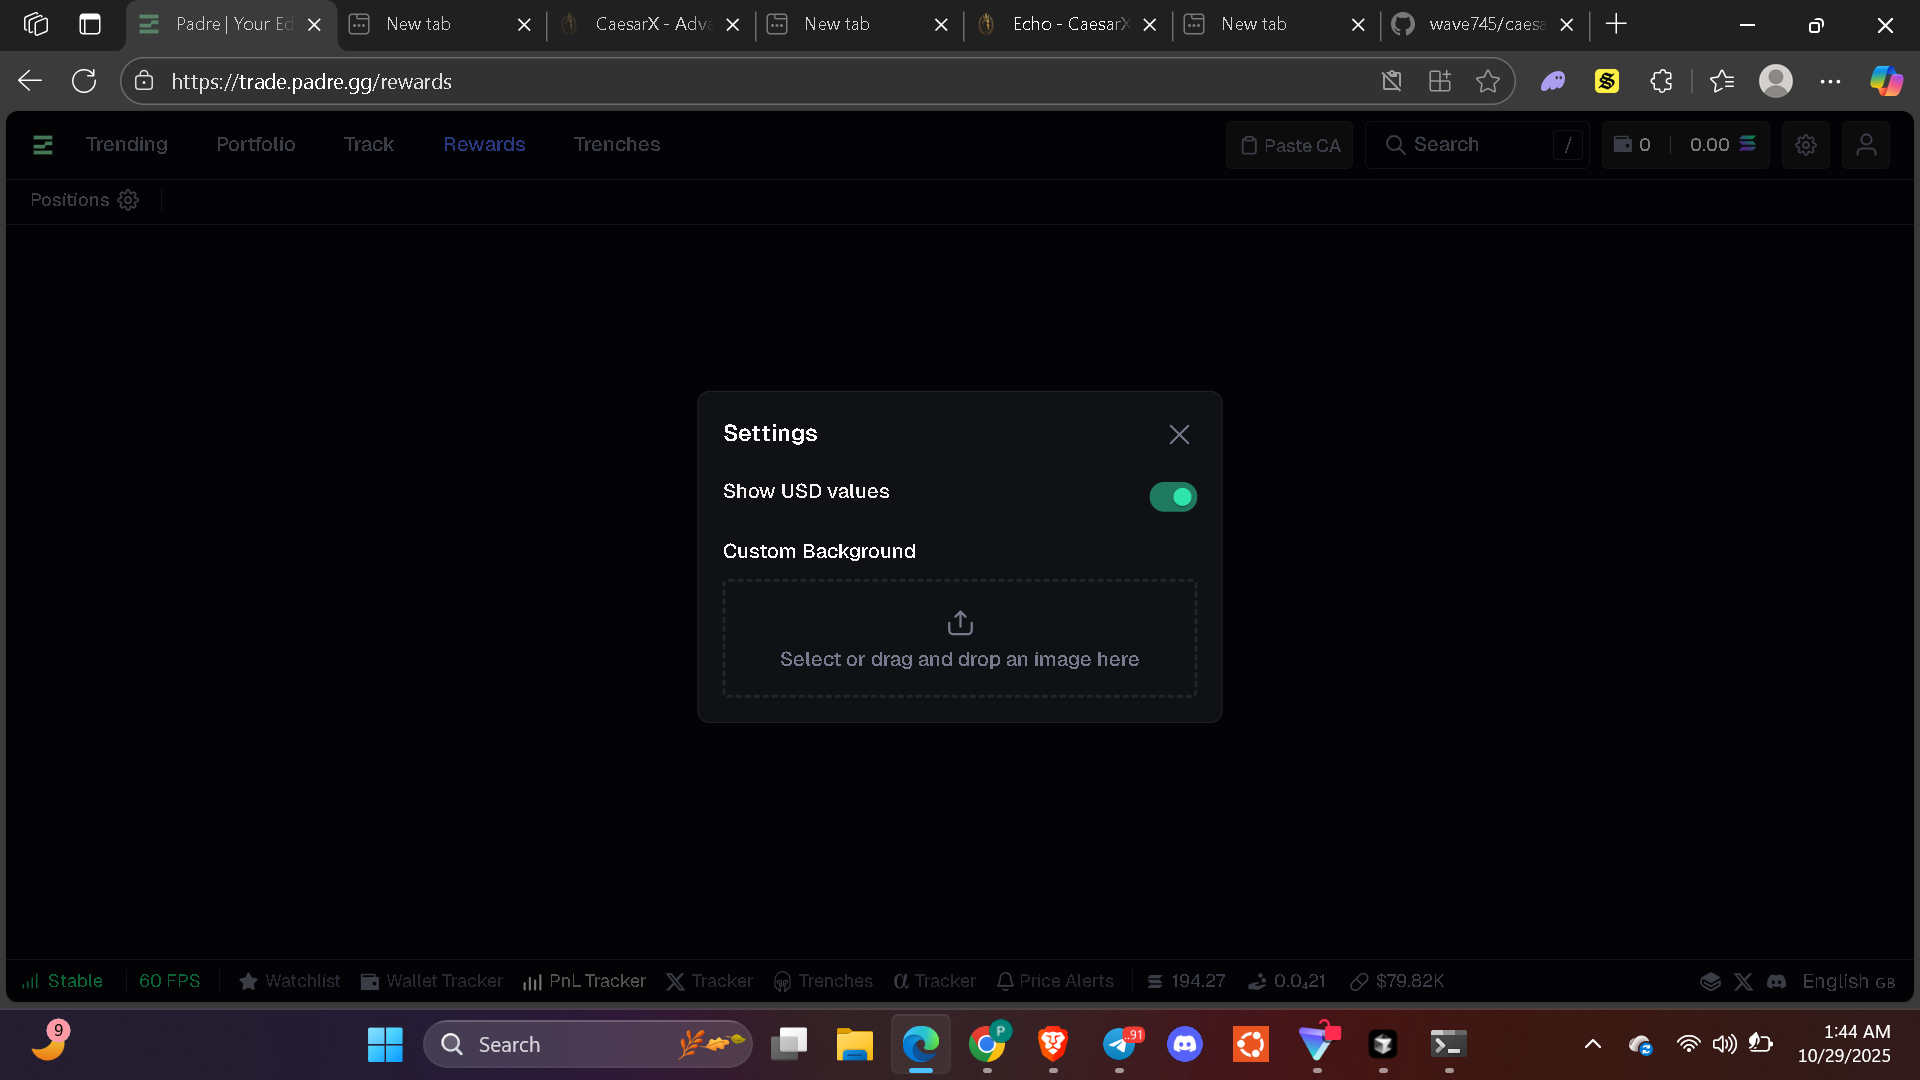 Padre | Your Ed
New tab
CaesarX - Adva
New tab
Echo - CaesarX
New tab
wave745/caesa
https://trade.padre.gg/rewards
Trending
Portfolio
Track
Rewards
Trenches
Paste CA
Search
/
0
0.00
Positions
Settings
Show USD values
Custom Background
Select or drag and drop an image here
Stable
60 FPS
Watchlist
Wallet Tracker
PnL Tracker
Tracker
Trenches
α Tracker
Price Alerts
194.27
0.0₄21
$79.82K
English GB
9
Search
P
91
1:44 AM
10/29/2025